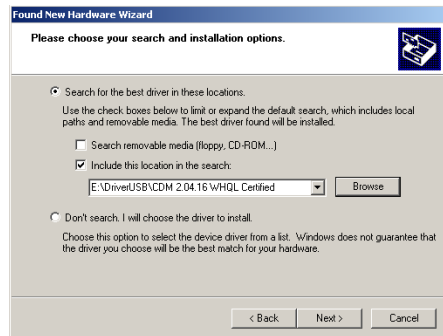 Found New Hardware Wizard
Please choose your search and installation options.
Search for the best driver in these locations.
Use the check boxes below to limit or expand the default search, which includes local
paths and removable media. The best driver found will be installed.
Search removable media (floppy, CD-ROM...)
Include this location in the search:
E:\DriverUSB\CDM 2.04.16 WHQL Certified
Browse
Don't search. I will choose the driver to install.
Choose this option to select the device driver from a list. Windows does not guarantee that
the driver you choose will be the best match for your hardware.
< Back Next > Cancel